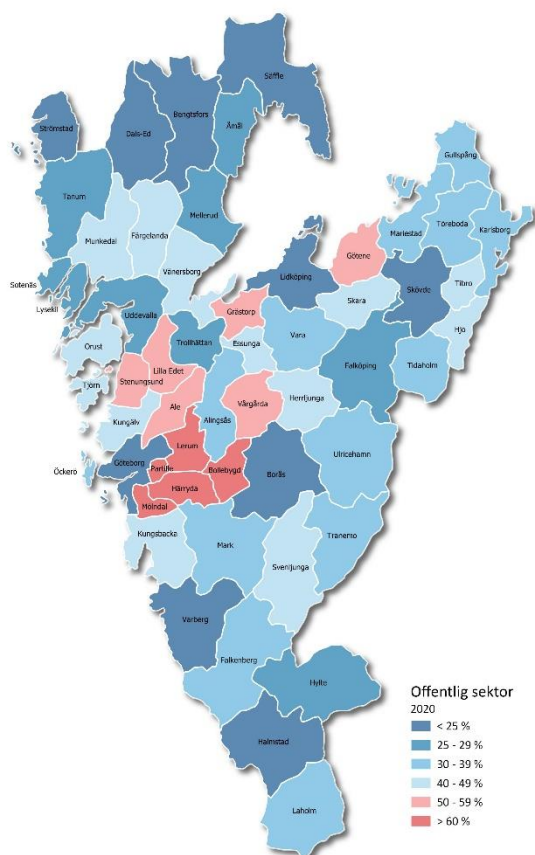 Säffle
Bengtsfors
Strömstad
Dals-Ed
Åmål
Gullspång
Tanum
Mellerud
Töreboda
Karlsborg
Mariestad
Munkedal
Färgelanda
Götene
Vänersborg
Lidköping
Skövde
Tibro
Sotenäs
Skara
Lysekil
Grästorp
Uddevalla
Hjo
Trollhättan
Vara
Orust
Essunga
Falköping
Tidaholm
Lilla Edet
Stenungsund
Tjörn
Herrljunga
Vårgårda
Ale
Kungälv
Alingsås
Lerum
Ulricehamn
Göteborg
Partille
Bollebygd
Borås
Öckerö
Härryda
Mölndal
Kungsbacka
Tranemo
Mark
Svenljunga
Varberg
Falkenberg
Hylte
Halmstad
Laholm
Offentlig sektor
2020
< 25 %
25 - 29 %
30 - 39 %
40 - 49 %
50 - 59 %
> 60 %